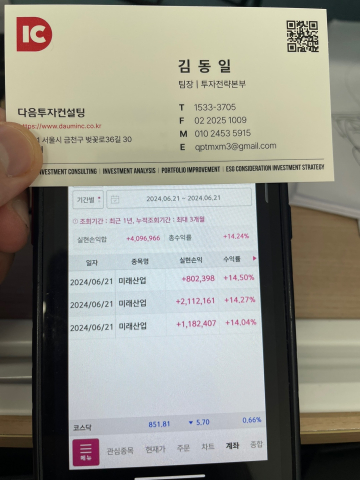 IC
김 동 일
팀장 | 투자전략본부
다음투자컨설팅
https://www.dauminc.co.kr
서울시 금천구 벚꽃로36길 30
T 1533-3705
F 02 2025 1009
M 010 2453 5915
E qptmxm3@gmail.com
INVESTMENT CONSULTING | INVESTMENT ANALYSIS | PORTFOLIO IMPROVEMENT | ESG CONSIDERATION INVESTMENT STRATEGY
기간별 2024.06.21 ~ 2024.06.21
조회기간 : 최근 1년, 누적조회기간 : 최대 3개월
실현손익합 +4,096,966 총수익률 +14.24%
일자 종목명 실현손익 수익률
2024/06/21 미래산업 +802,398 +14.50%
2024/06/21 미래산업 +2,112,161 +14.27%
2024/06/21 미래산업 +1,182,407 +14.04%
코스닥 851.81 ▼ 5.70 0.66%
메뉴 관심종목 현재가 주문 차트 계좌 종합